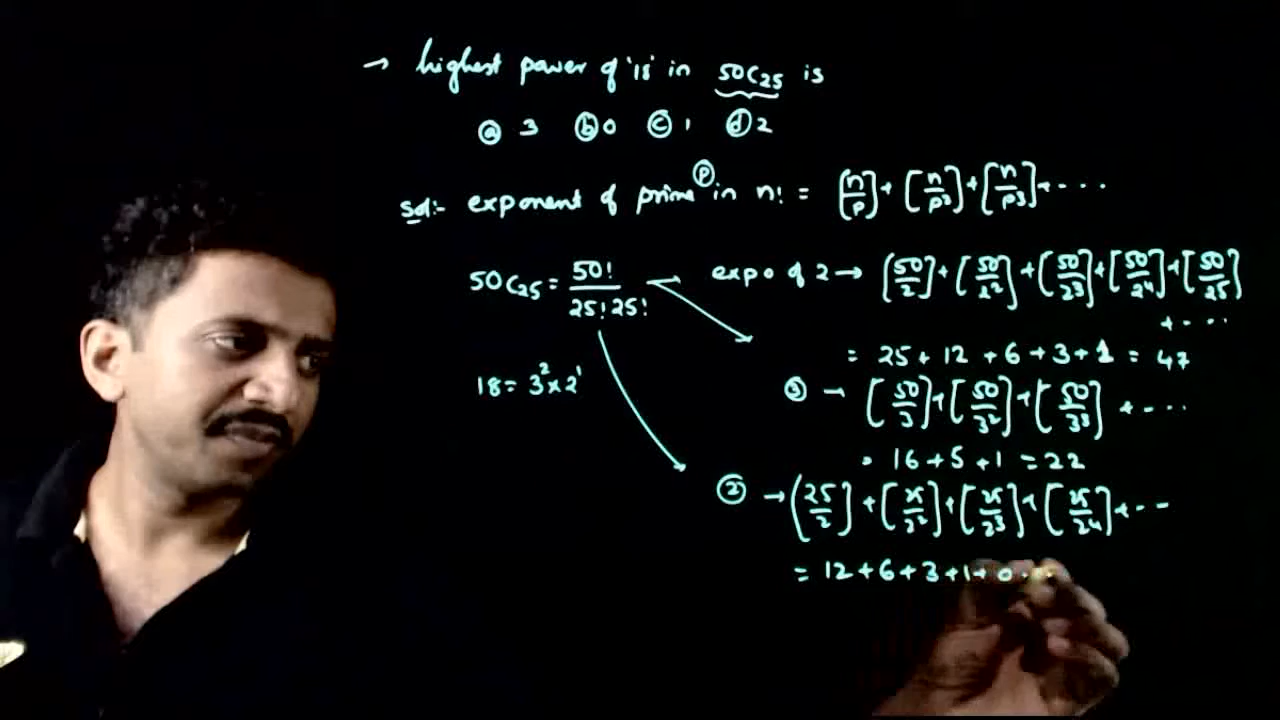 → highest power of '18' in 50C25 is
ⓐ 3 ⓑ 0 ⓒ 1 ⓓ 2
Sol:- exponent of prime ⓟ in n! = [n/p] + [n/p²] + [n/p³] + ....
50C25 = 50!/25!25! expo of 2 → [50/2] + [50/2²] + [50/2³] + [50/2⁴] + [50/2⁵]
+ ....
= 25 + 12 + 6 + 3 + 1 = 47
18 = 3² × 2¹
③ → [50/3] + [50/3²] + [50/3³] + ....
= 16 + 5 + 1 = 22
② → [25/2] + [25/2²] + [25/2³] + [25/2⁴] + ...
= 12 + 6 + 3 + 1 + 0